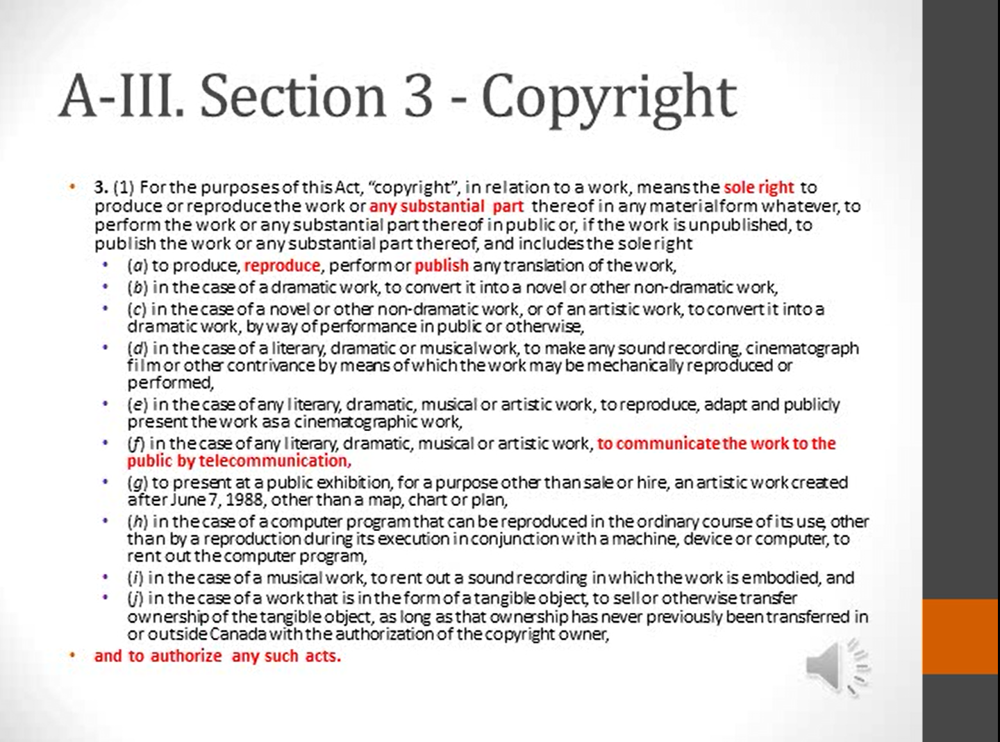 A-III. Section 3 - Copyright
• 3. (1) For the purposes of this Act, “copyright”, in relation to a work, means the sole right to
produce or reproduce the work or any substantial part thereof in any material form whatever, to
perform the work or any substantial part thereof in public or, if the work is unpublished, to
publish the work or any substantial part thereof, and includes the sole right
• (a) to produce, reproduce, perform or publish any translation of the work,
• (b) in the case of a dramatic work, to convert it into a novel or other non-dramatic work,
• (c) in the case of a novel or other non-dramatic work, or of an artistic work, to convert it into a
dramatic work, by way of performance in public or otherwise,
• (d) in the case of a literary, dramatic or musical work, to make any sound recording, cinematograph
film or other contrivance by means of which the work may be mechanically reproduced or
performed,
• (e) in the case of any literary, dramatic, musical or artistic work, to reproduce, adapt and publicly
present the work as a cinematographic work,
• (f) in the case of any literary, dramatic, musical or artistic work, to communicate the work to the
public by telecommunication,
• (g) to present at a public exhibition, for a purpose other than sale or hire, an artistic work created
after June 7, 1988, other than a map, chart or plan,
• (h) in the case of a computer program that can be reproduced in the ordinary course of its use, other
than by a reproduction during its execution in conjunction with a machine, device or computer, to
rent out the computer program,
• (i) in the case of a musical work, to rent out a sound recording in which the work is embodied, and
• (j) in the case of a work that is in the form of a tangible object, to sell or otherwise transfer
ownership of the tangible object, as long as that ownership has never previously been transferred in
or outside Canada with the authorization of the copyright owner,
• and to authorize any such acts.